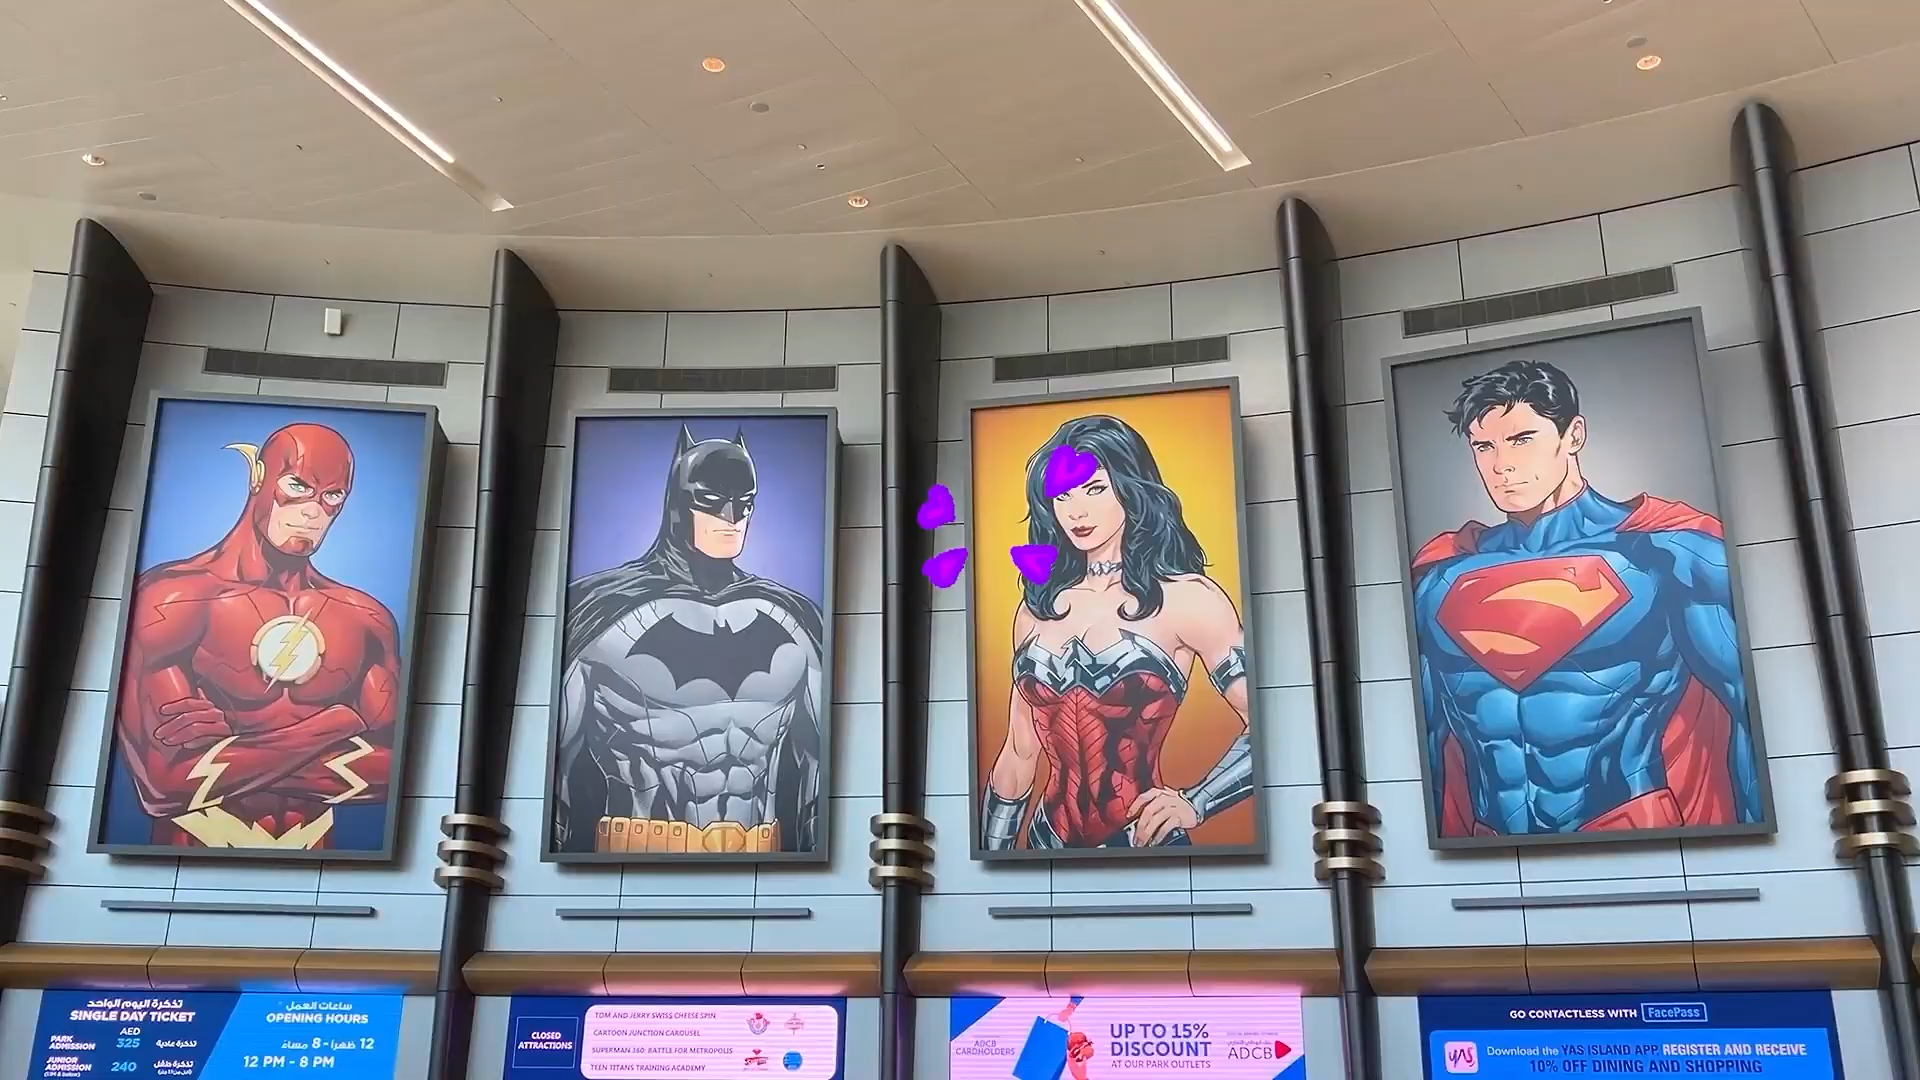 تذكرة اليوم الواحد
SINGLE DAY TICKET
AED
PARK ADMISSION 325 تذكرة عادية
JUNIOR ADMISSION 240 تذكرة طفل
ساعات العمل
OPENING HOURS
12 ظهرا - 8 مساءً
12 PM - 8 PM
CLOSED
ATTRACTIONS
TOM AND JERRY SWISS CHEESE SPIN
CARTOON JUNCTION CAROUSEL
SUPERMAN 360: BATTLE FOR METROPOLIS
TEEN TITANS TRAINING ACADEMY
ADCB
CARDHOLDERS
UP TO 15%
DISCOUNT
AT OUR PARK OUTLETS
ADCB
GO CONTACTLESS WITH FacePass
yas
Download the YAS ISLAND APP, REGISTER AND RECEIVE
10% OFF DINING AND SHOPPING